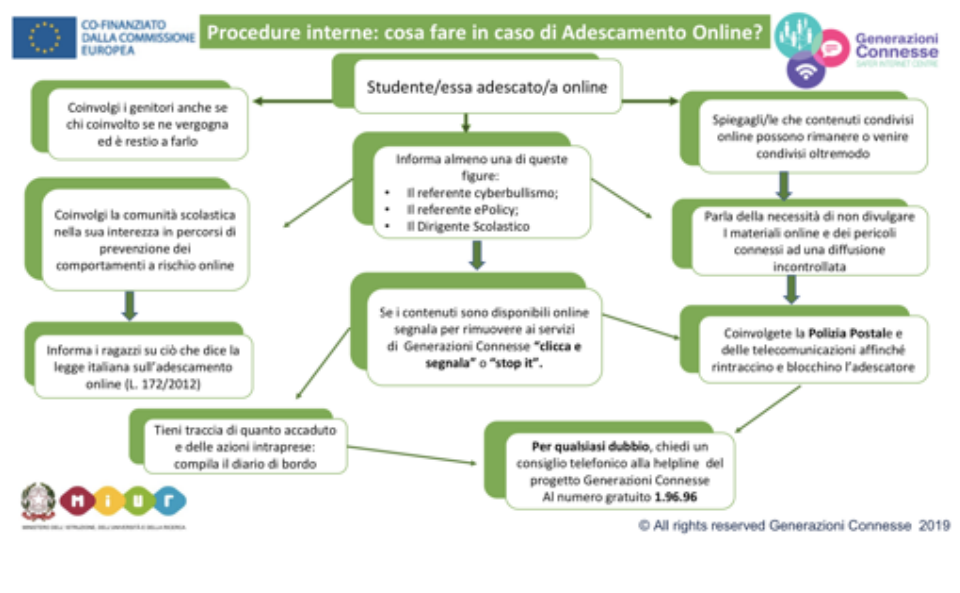 CO-FINANZIATO
DALLA COMMISSIONE
EUROPEA
Procedure interne: cosa fare in caso di Adescamento Online?
Generazioni
Connesse
SAFER INTERNET CENTRE
Studente/essa adescato/a online
Coinvolgi i genitori anche se
chi coinvolto se ne vergogna
ed è restio a farlo
Informa almeno una di queste
figure:
• Il referente cyberbullismo;
• Il referente ePolicy;
• Il Dirigente Scolastico
Spiegagli/le che contenuti condivisi
online possono rimanere o venire
condivisi oltremodo
Coinvolgi la comunità scolastica
nella sua interezza in percorsi di
prevenzione dei
comportamenti a rischio online
Parla della necessità di non divulgare
I materiali online e dei pericoli
connessi ad una diffusione
incontrollata
Se i contenuti sono disponibili online
segnala per rimuovere ai servizi
di Generazioni Connesse “clicca e
segnala” o “stop it”.
Informa i ragazzi su ciò che dice la
legge italiana sull’adescamento
online (L. 172/2012)
Coinvolgete la Polizia Postale e
delle telecomunicazioni affinché
rintraccino e blocchino l’adescatore
Tieni traccia di quanto accaduto
e delle azioni intraprese:
compila il diario di bordo
Per qualsiasi dubbio, chiedi un
consiglio telefonico alla helpline del
progetto Generazioni Connesse
Al numero gratuito 1.96.96
miur
MINISTERO DELL'ISTRUZIONE, DELL'UNIVERSITÀ E DELLA RICERCA
© All rights reserved Generazioni Connesse 2019